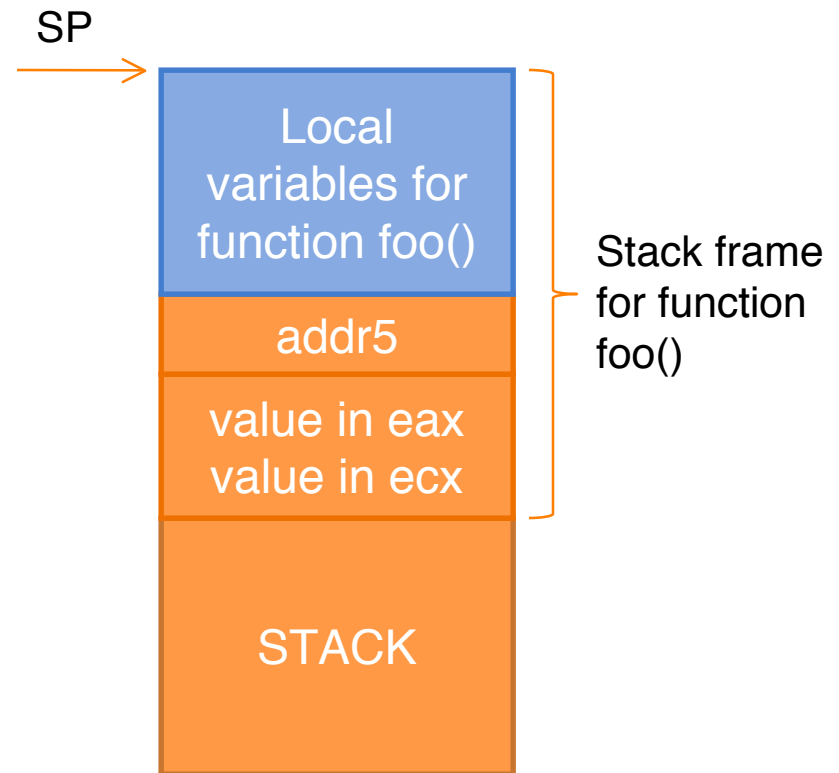 SP
Local
variables for
function foo()
Stack frame
for function
foo()
addr5
value in eax
value in ecx
STACK